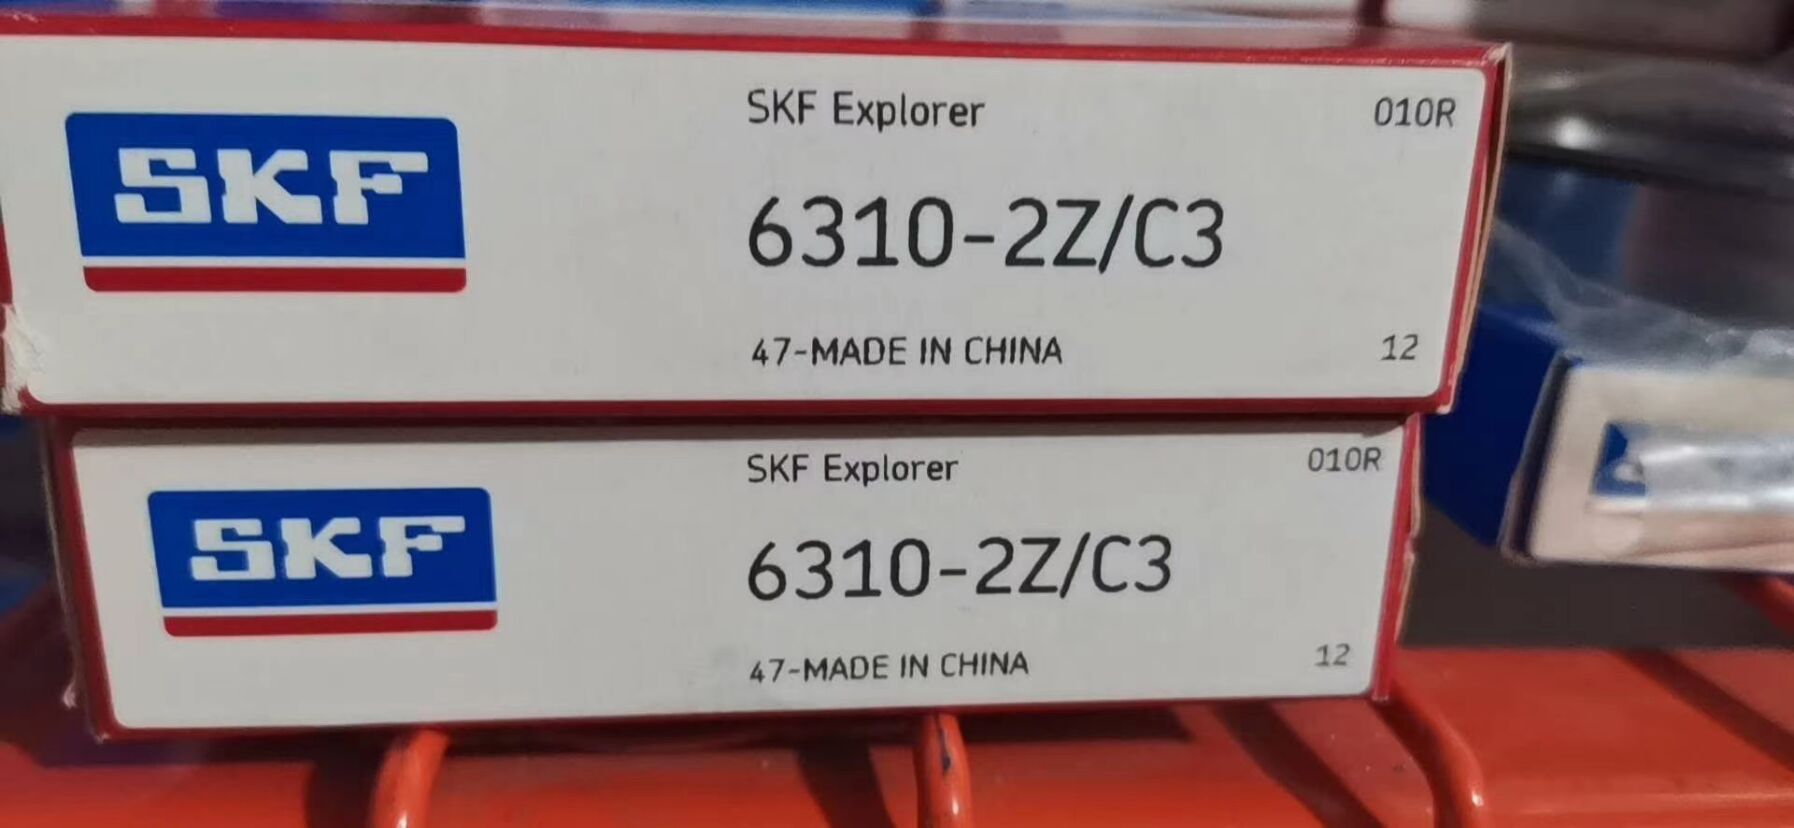 SKF
SKF Explorer 010R
6310-2Z/C3
47-MADE IN CHINA 12
SKF
SKF Explorer 010R
6310-2Z/C3
47-MADE IN CHINA 12